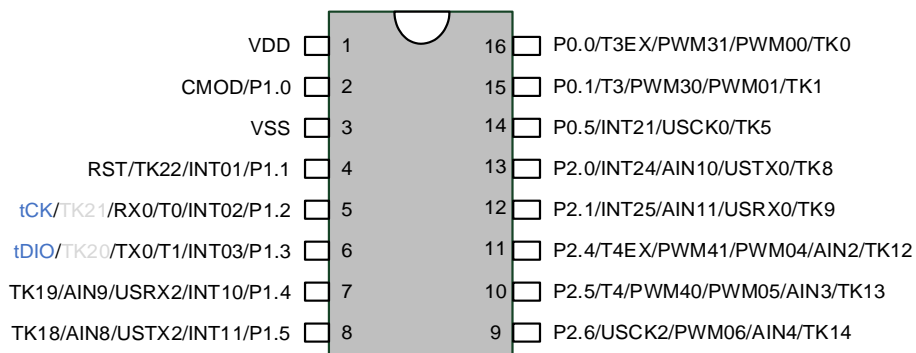 VDD 1 16 P0.0/T3EX/PWM31/PWM00/TK0
CMOD/P1.0 2 15 P0.1/T3/PWM30/PWM01/TK1
VSS 3 14 P0.5/INT21/USCK0/TK5
RST/TK22/INT01/P1.1 4 13 P2.0/INT24/AIN10/USTX0/TK8
tCK/TK21/RX0/T0/INT02/P1.2 5 12 P2.1/INT25/AIN11/USRX0/TK9
tDIO/TK20/TX0/T1/INT03/P1.3 6 11 P2.4/T4EX/PWM41/PWM04/AIN2/TK12
TK19/AIN9/USRX2/INT10/P1.4 7 10 P2.5/T4/PWM40/PWM05/AIN3/TK13
TK18/AIN8/USTX2/INT11/P1.5 8 9 P2.6/USCK2/PWM06/AIN4/TK14